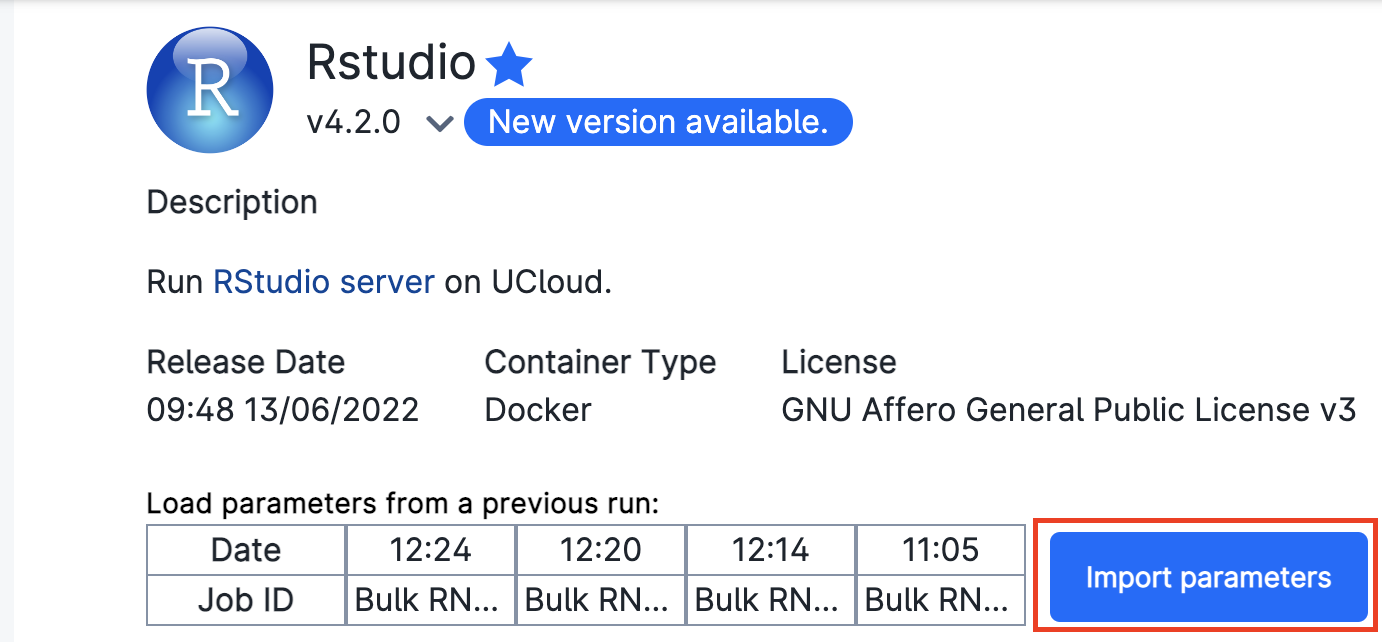 R
Rstudio
v4.2.0 New version available.
Description
Run RStudio server on UCloud.
Release Date Container Type License
09:48 13/06/2022 Docker GNU Affero General Public License v3
Load parameters from a previous run:
Date 12:24 12:20 12:14 11:05
Job ID Bulk RN... Bulk RN... Bulk RN... Bulk RN...
Import parameters